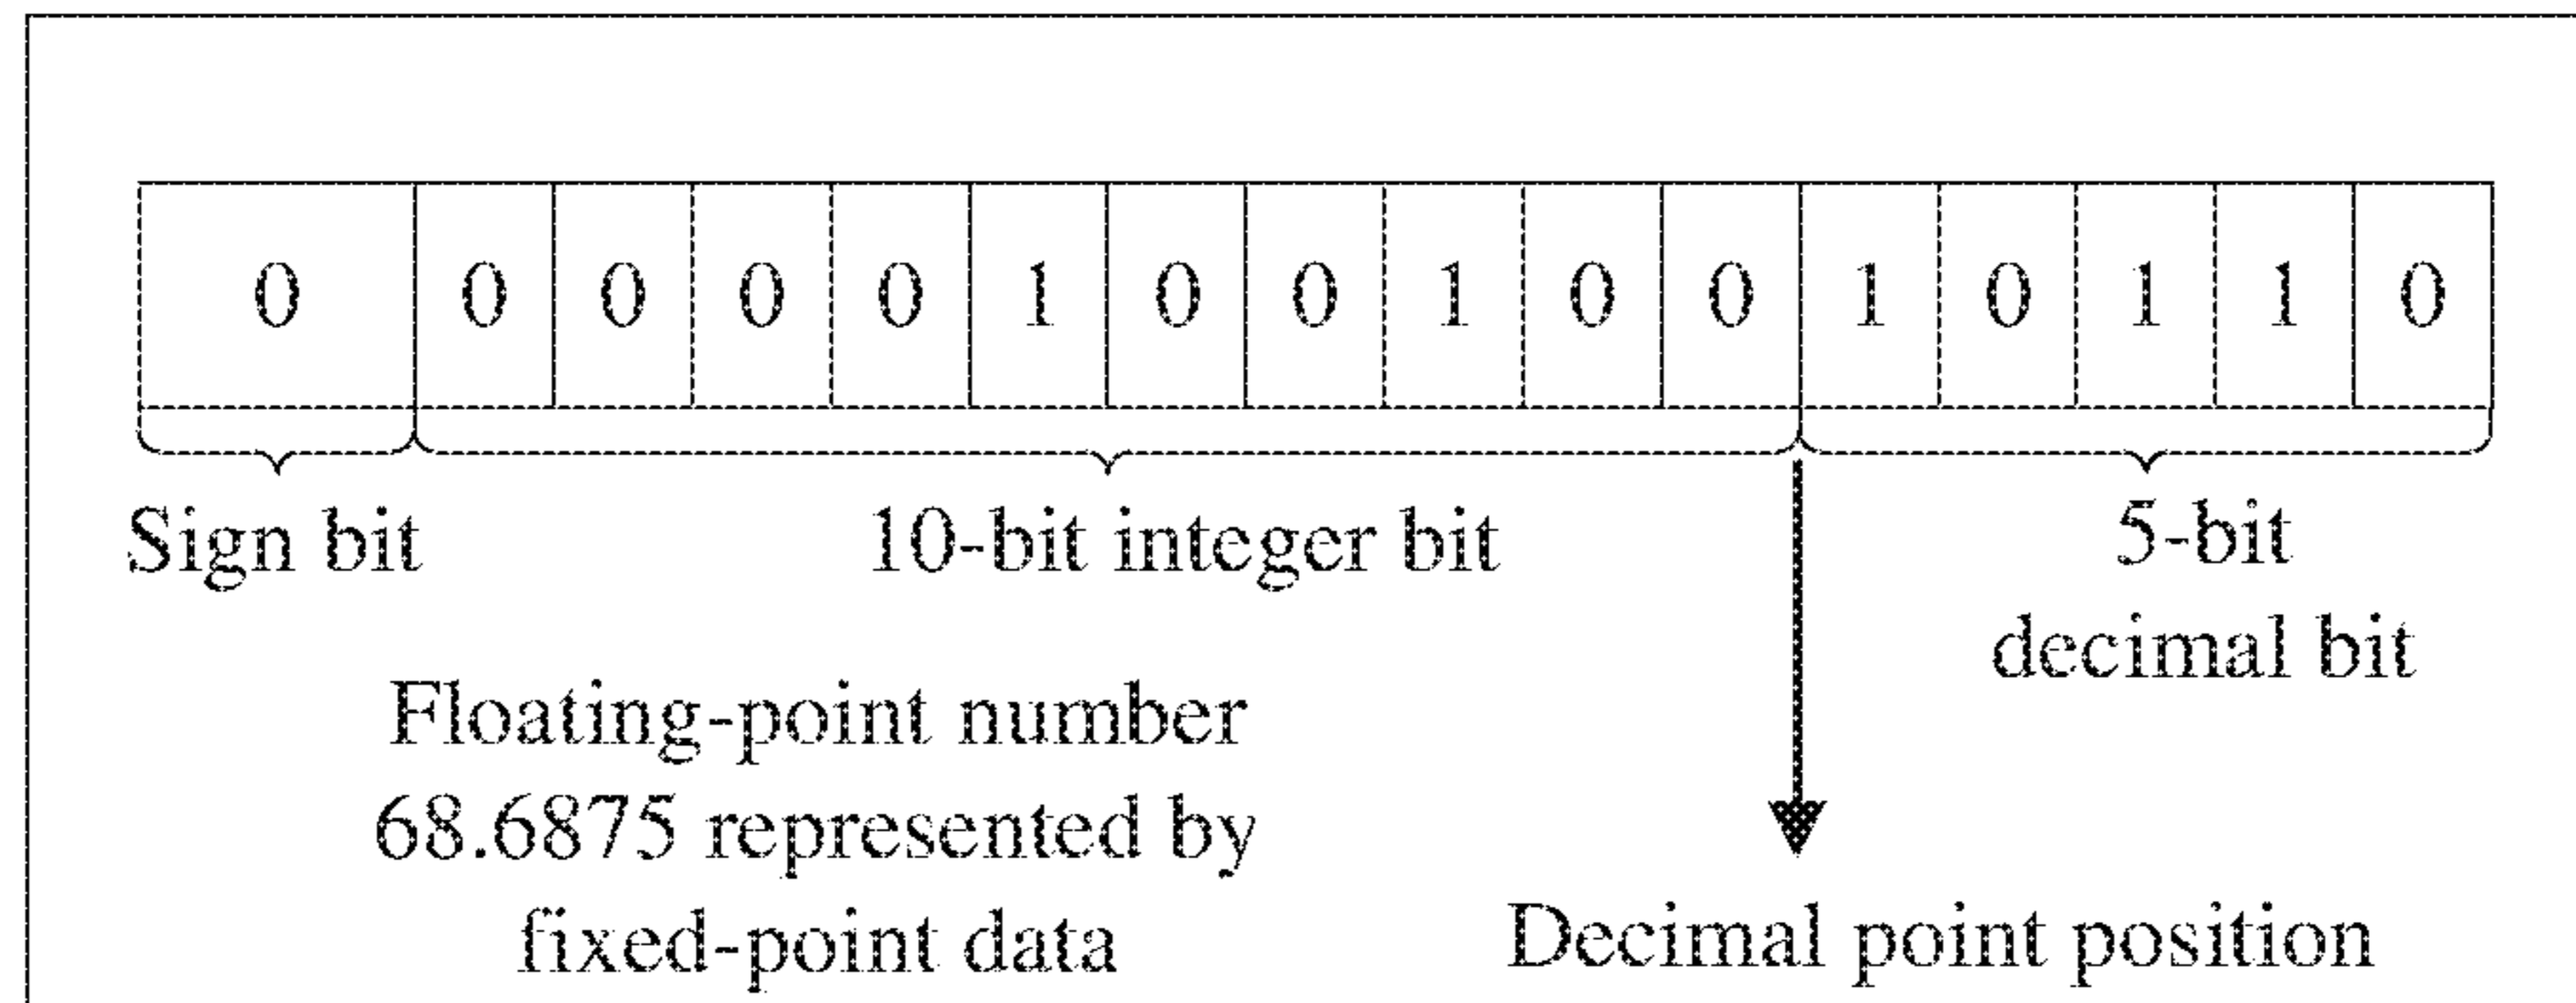 0 0 0 0 0 1 0 0 1 0 0 1 0 1 1 0
Sign bit
10-bit integer bit
5-bit
decimal bit
Floating-point number
68.6875 represented by
fixed-point data
Decimal point position